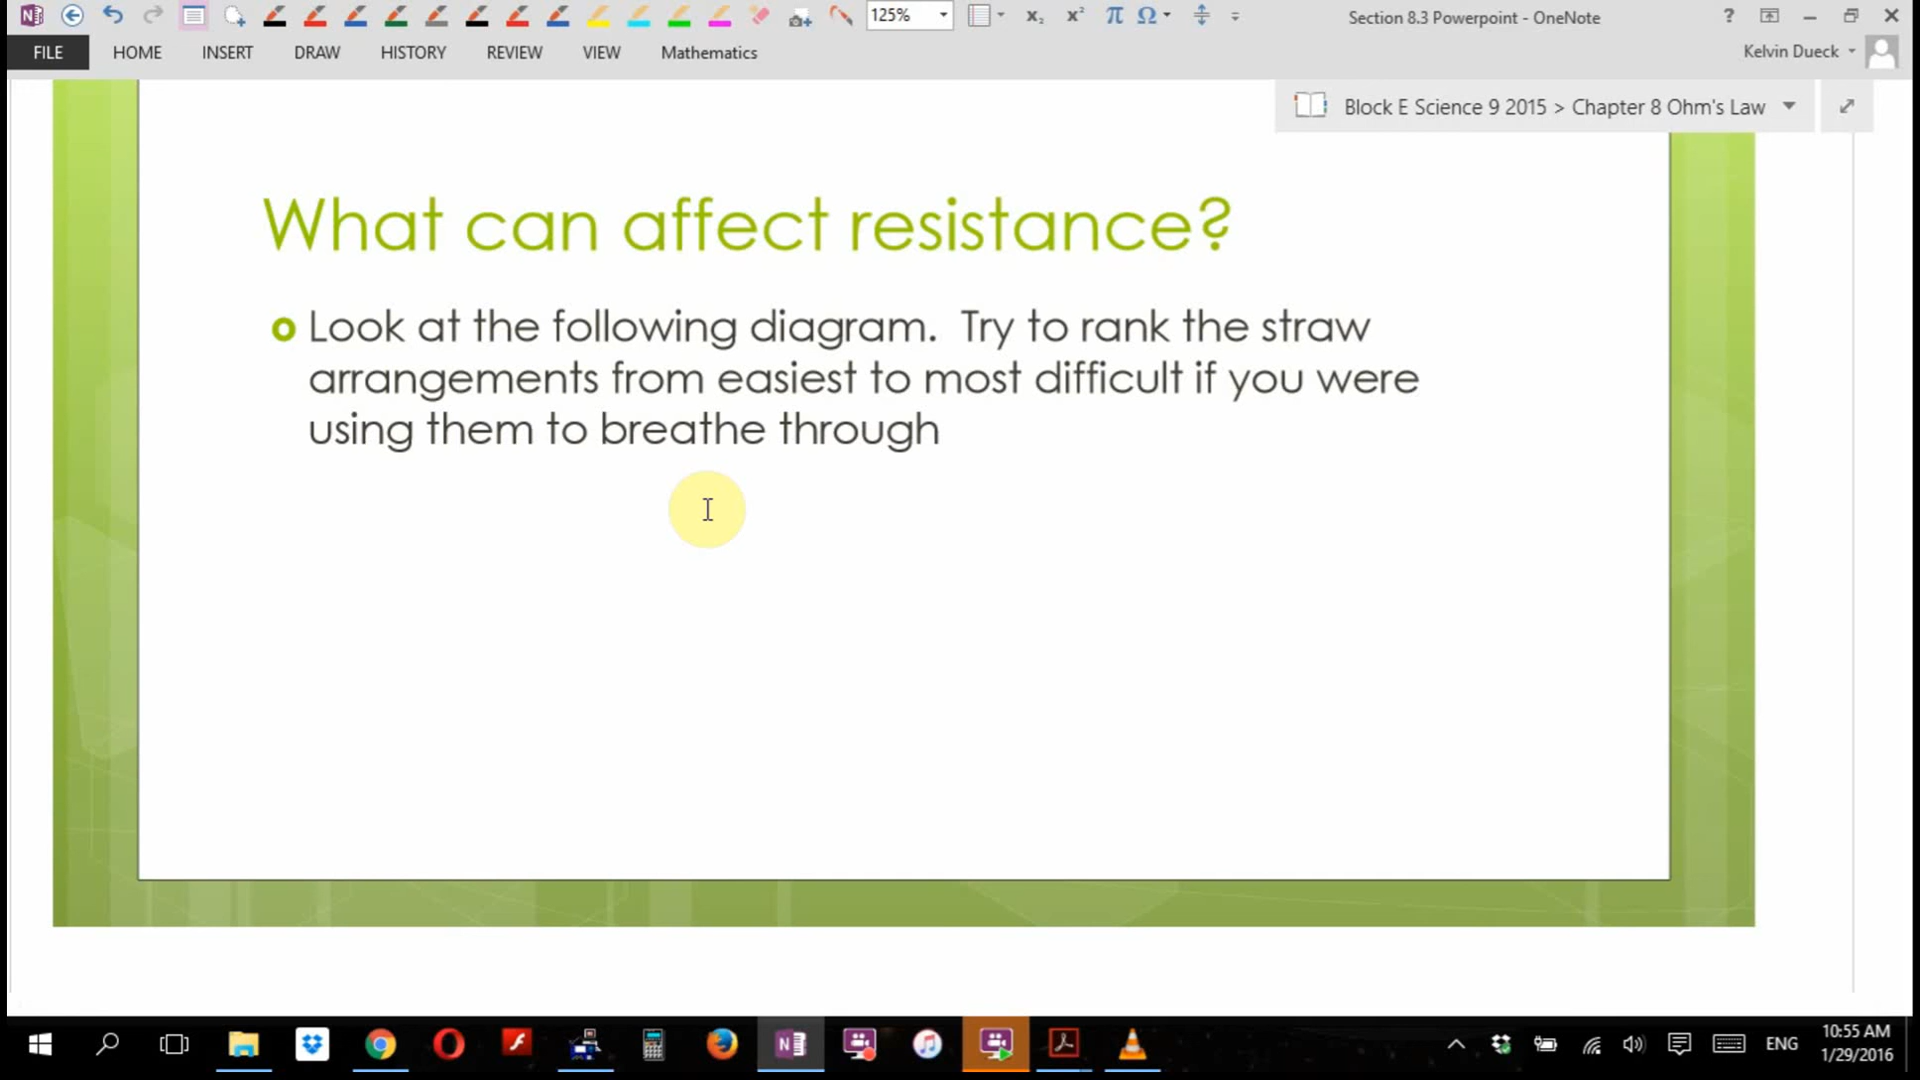 125%
x₂ x² π Ω
Section 8.3 Powerpoint - OneNote
?
FILE HOME INSERT DRAW HISTORY REVIEW VIEW Mathematics
Kelvin Dueck
Block E Science 9 2015 > Chapter 8 Ohm's Law
What can affect resistance?
Look at the following diagram. Try to rank the straw
arrangements from easiest to most difficult if you were
using them to breathe through
ENG
10:55 AM
1/29/2016